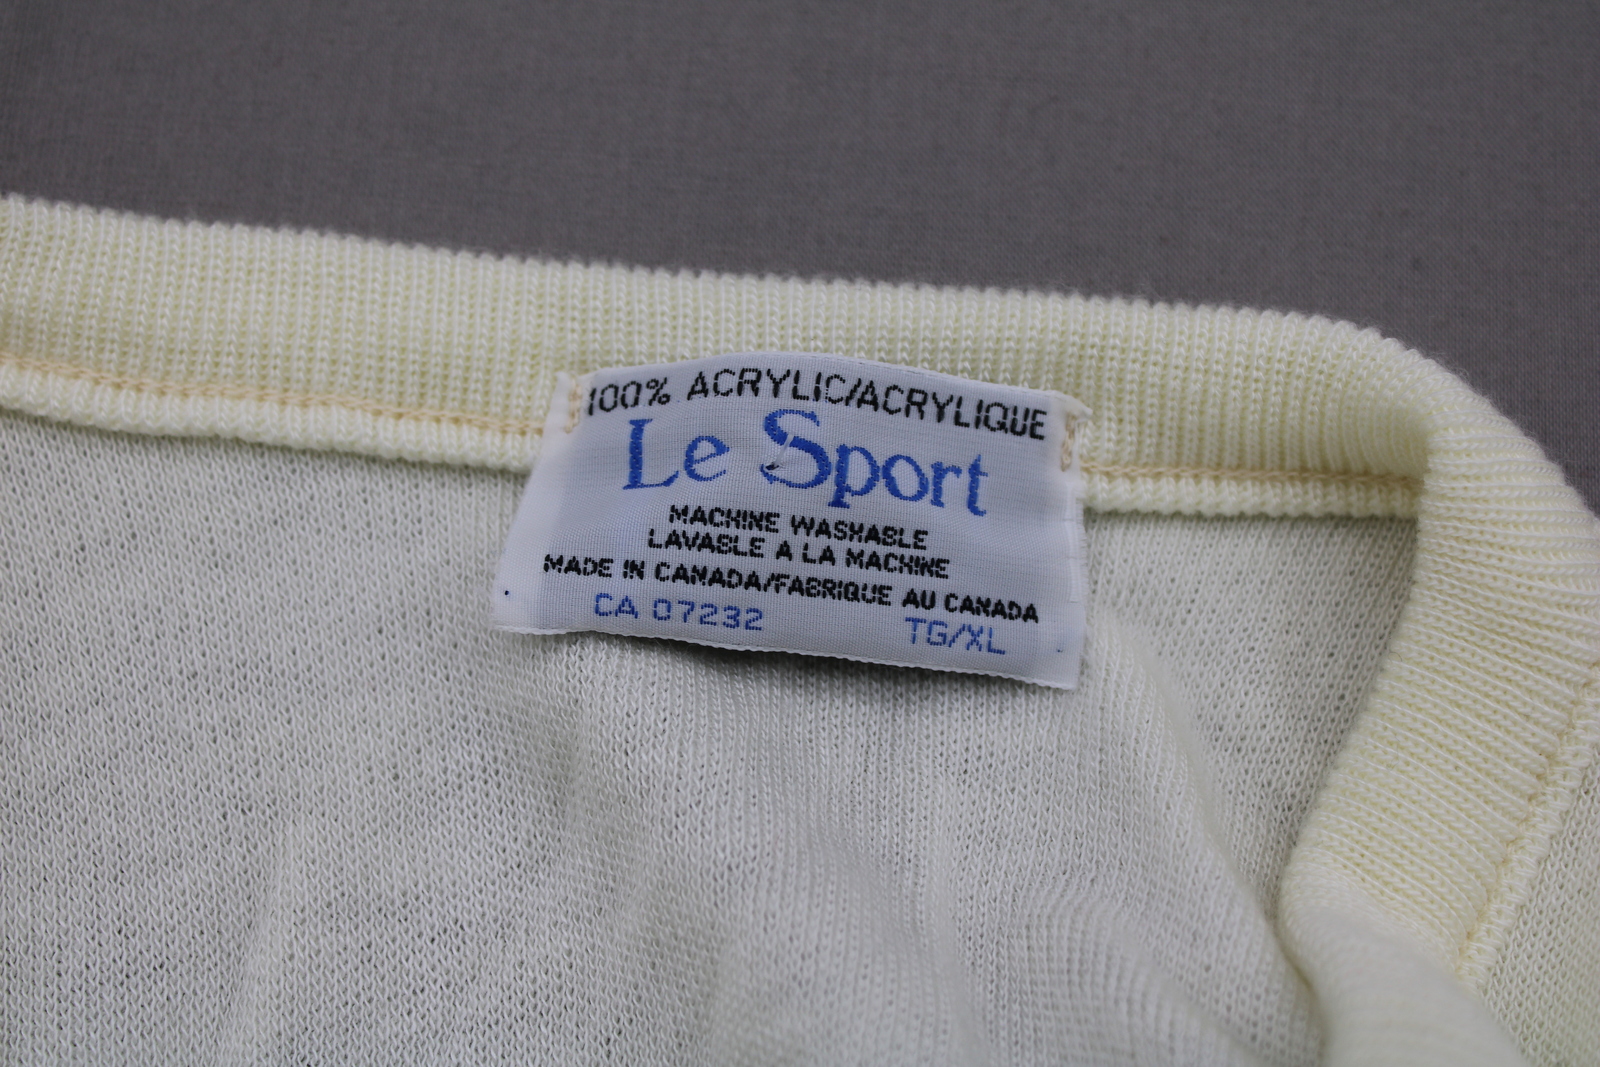 100% ACRYLIC/ACRYLIQUE
Le Sport
MACHINE WASHABLE
LAVABLE A LA MACHINE
MADE IN CANADA/FABRIQUE AU CANADA
CA 07232 TG/XL